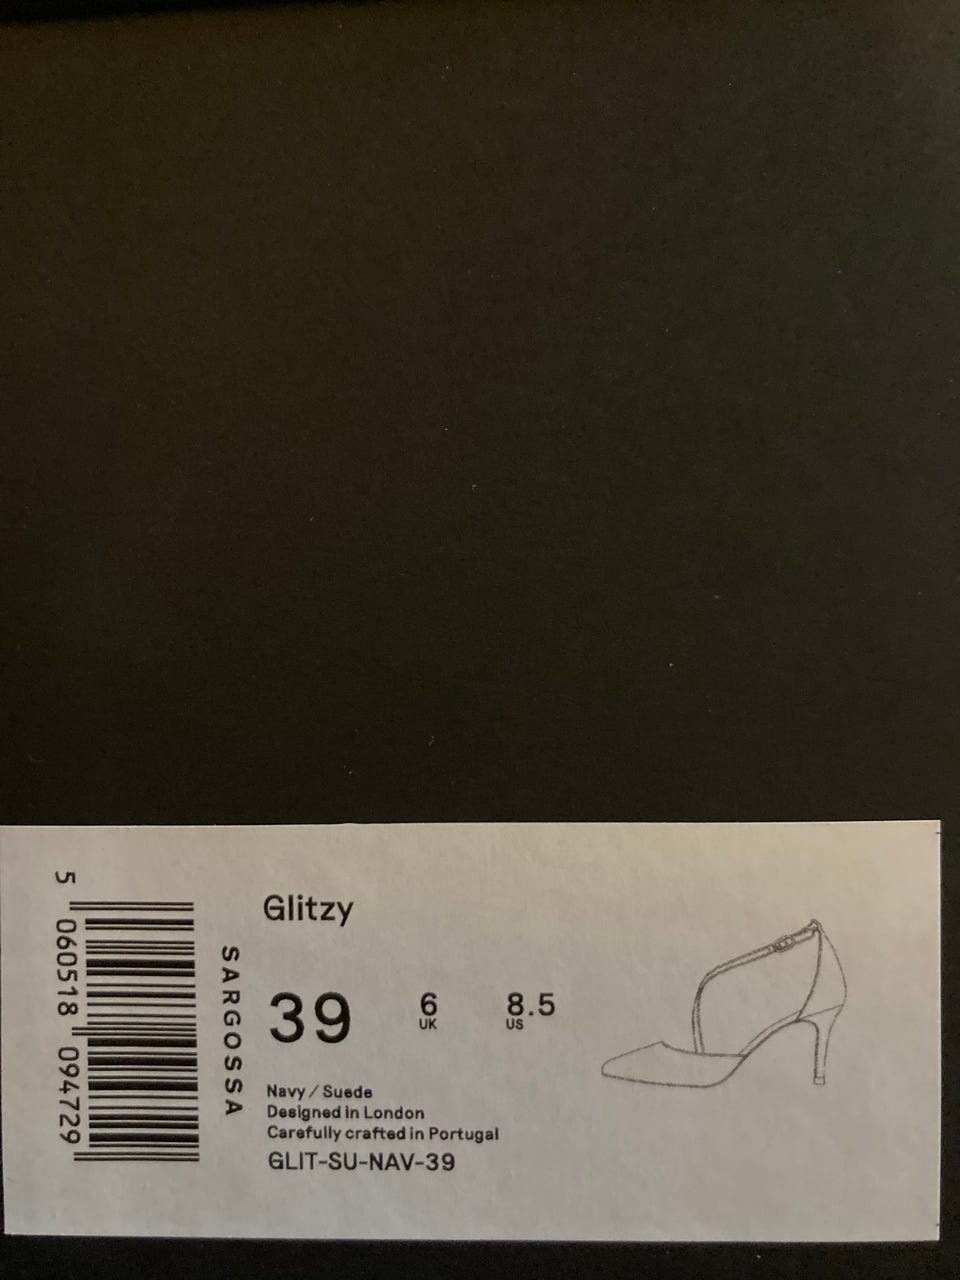 5 060518 094729
SARGOSSA
Glitzy
39 6 8.5
UK US
Navy / Suede
Designed in London
Carefully crafted in Portugal
GLIT-SU-NAV-39